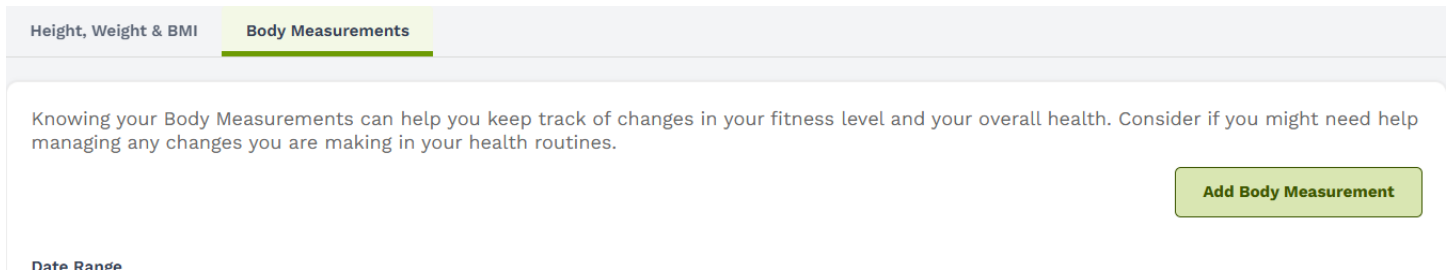 Height, Weight & BMI
Body Measurements
Knowing your Body Measurements can help you keep track of changes in your fitness level and your overall health. Consider if you might need help
managing any changes you are making in your health routines.
Add Body Measurement
Date Range